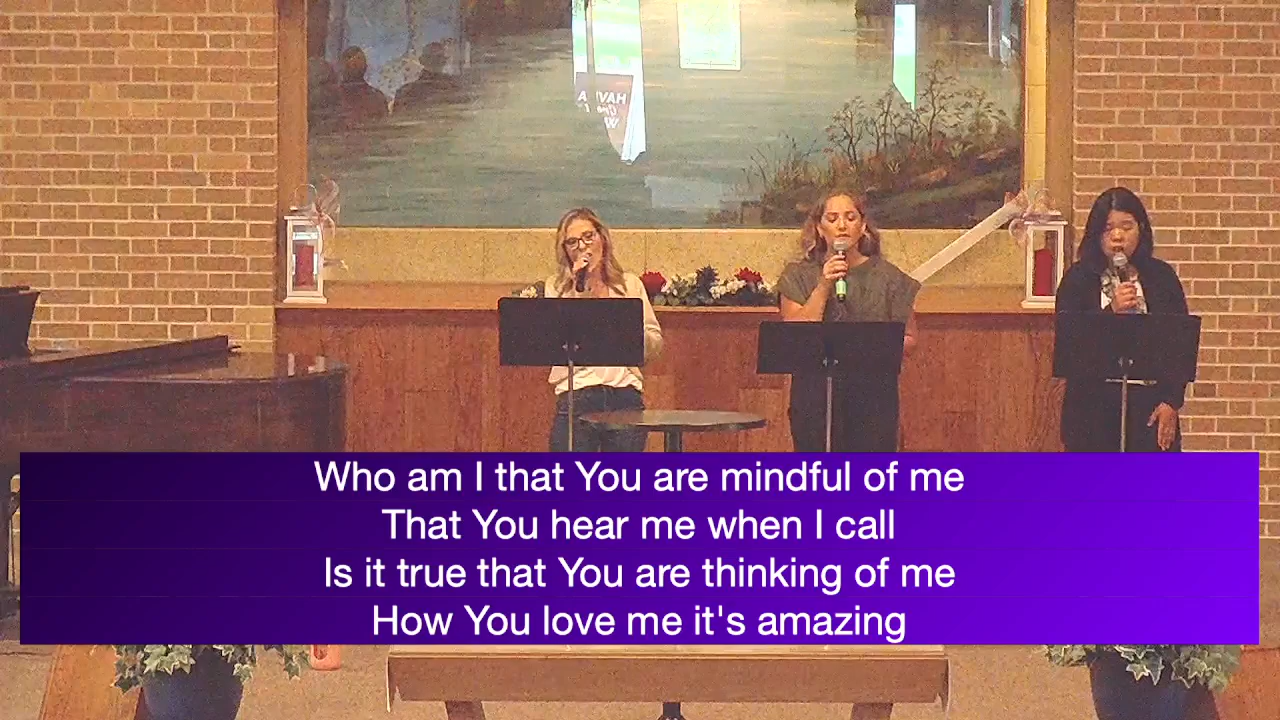 HAVE A
Who am I that You are mindful of me
That You hear me when I call
Is it true that You are thinking of me
How You love me it's amazing